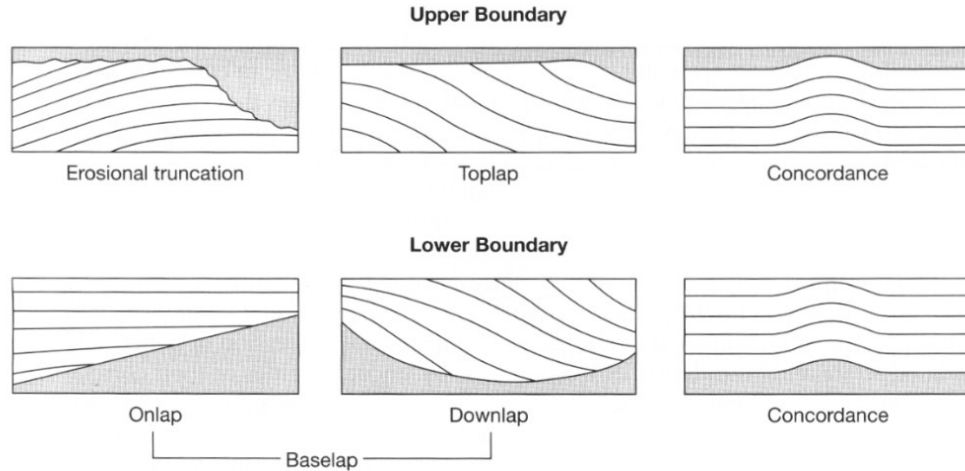 Upper Boundary
Erosional truncation
Toplap
Concordance
Lower Boundary
Onlap
Downlap
Concordance
Baselap